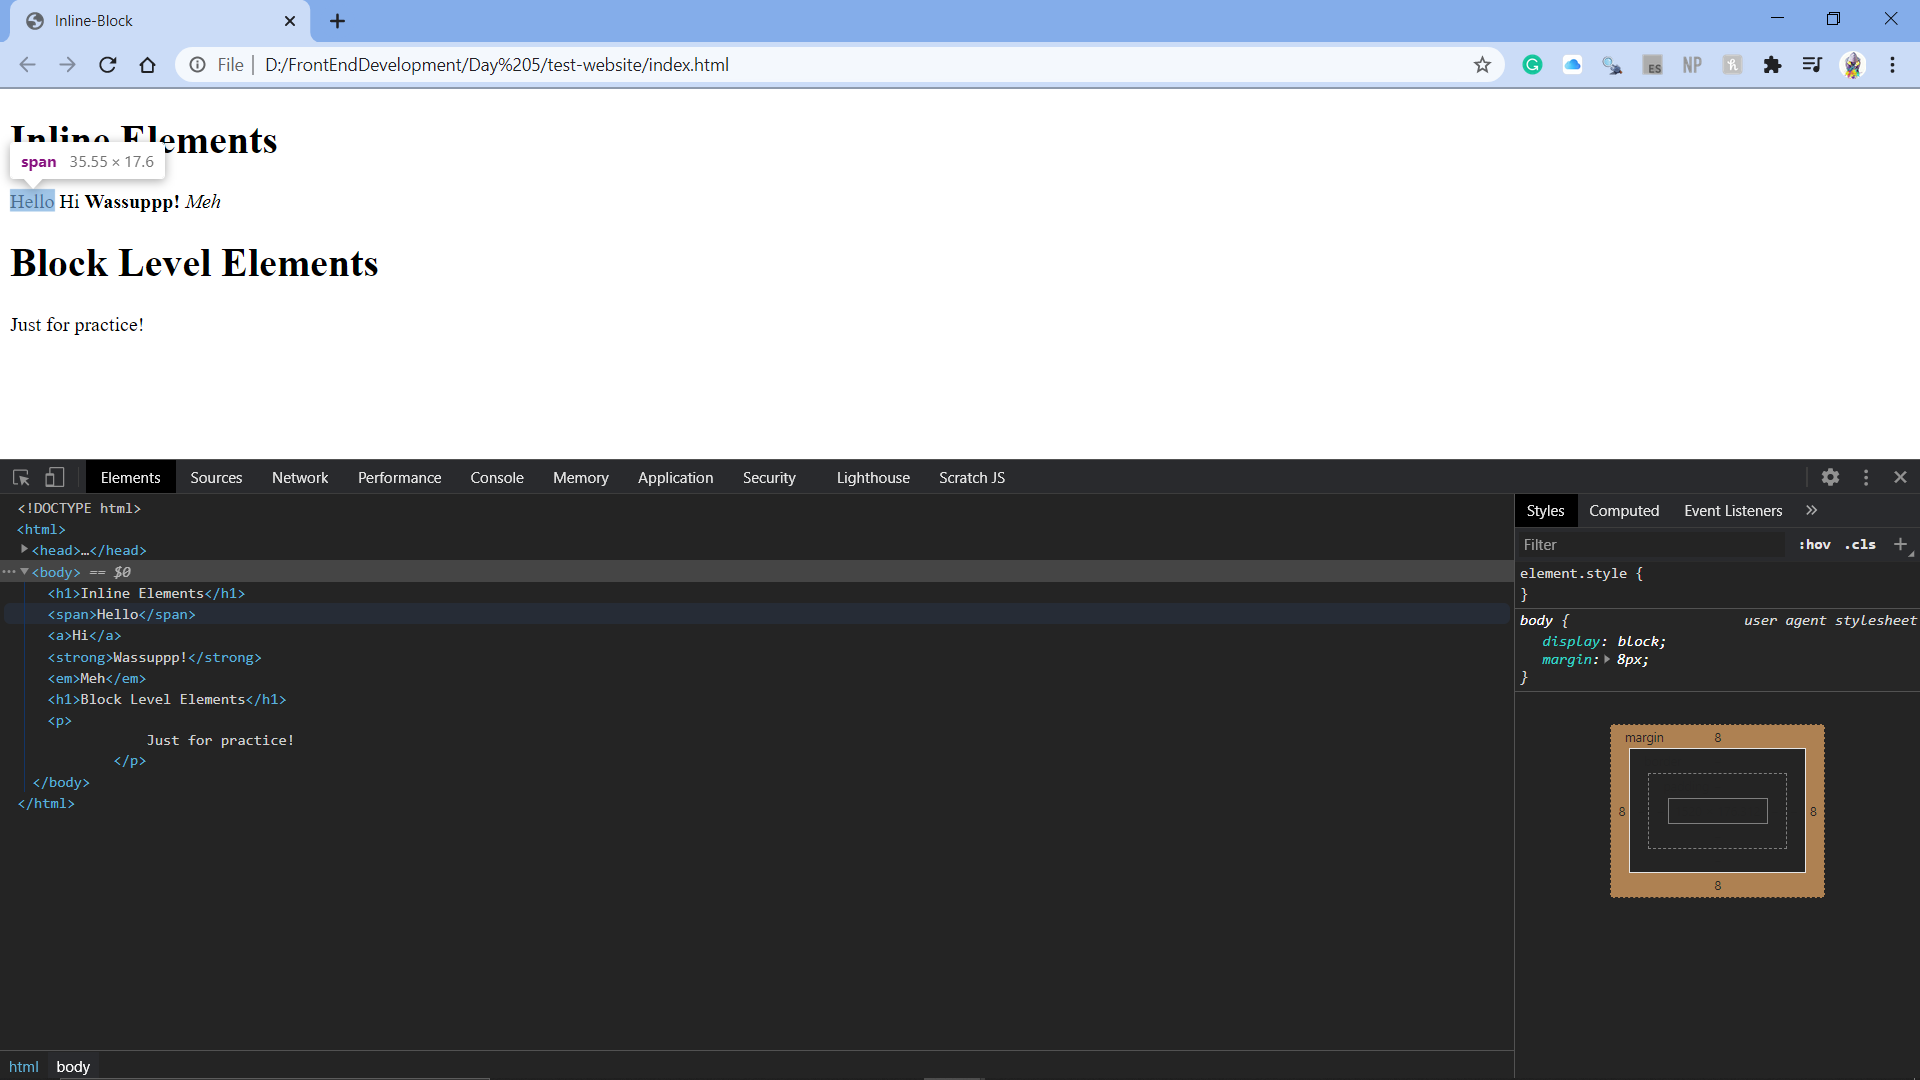 Inline-Block
File D:/FrontEndDevelopment/Day%205/test-website/index.html
ES NP h
Inline Elements
span 35.55 × 17.6
Hello Hi Wassuppp! Meh
Block Level Elements
Just for practice!
Elements Sources Network Performance Console Memory Application Security Lighthouse Scratch JS
<!DOCTYPE html>
<html>
<head>…</head>
<body> == $0
<h1>Inline Elements</h1>
<span>Hello</span>
<a>Hi</a>
<strong>Wassuppp!</strong>
<em>Meh</em>
<h1>Block Level Elements</h1>
<p>
Just for practice!
</p>
</body>
</html>
html body
Styles Computed Event Listeners »
Filter :hov .cls +
element.style {
}
body { user agent stylesheet
display: block;
margin: 8px;
}
margin 8
8 8
8